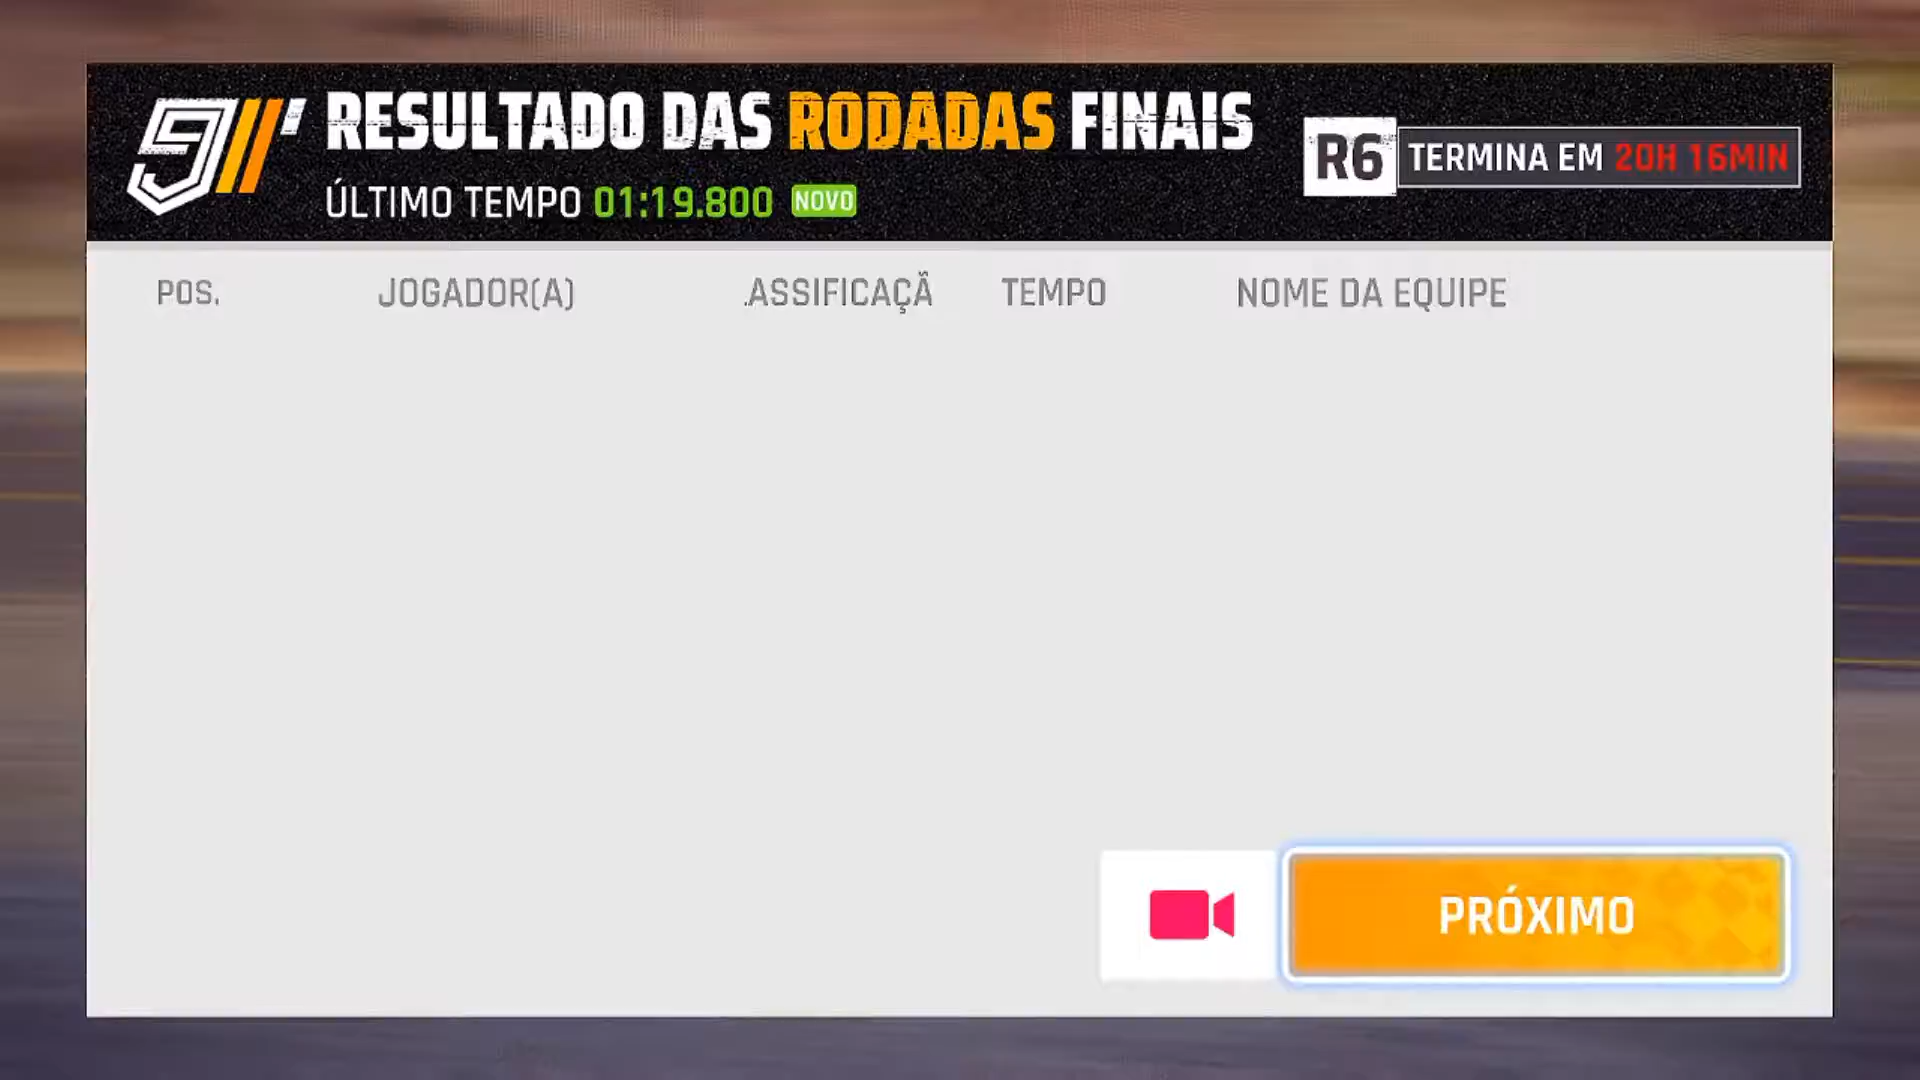 9
RESULTADO DAS RODADAS FINAIS
ÚLTIMO TEMPO 01:19.800 NOVO
R6 TERMINA EM 20H 16MIN
POS. JOGADOR(A) .ASSIFICAÇÃ TEMPO NOME DA EQUIPE
PRÓXIMO